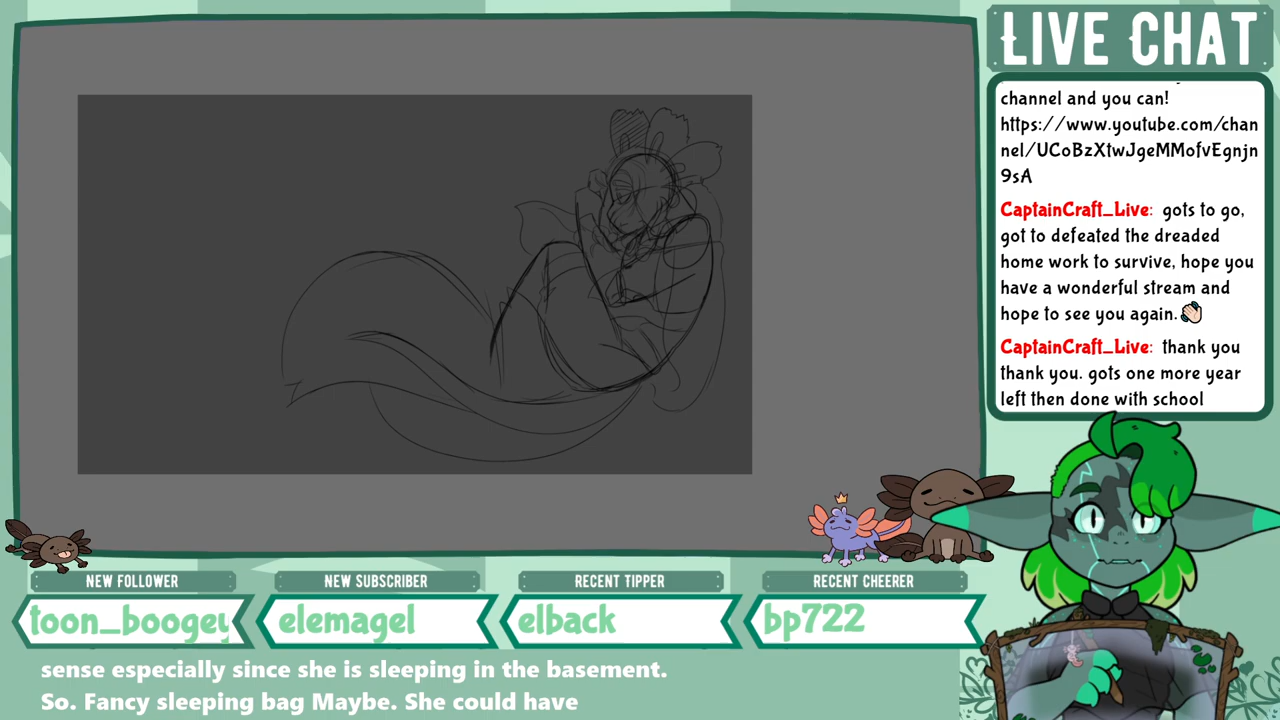 LIVE CHAT
channel and you can!
https://www.youtube.com/chan
nel/UCoBzXtwJgeMMofvEgnjn
9sA
CaptainCraft_Live: gots to go,
got to defeated the dreaded
home work to survive, hope you
have a wonderful stream and
hope to see you again.
CaptainCraft_Live: thank you
thank you. gots one more year
left then done with school
NEW FOLLOWER
toon_boogey
NEW SUBSCRIBER
elemagel
RECENT TIPPER
elback
RECENT CHEERER
bp722
sense especially since she is sleeping in the basement.
So. Fancy sleeping bag Maybe. She could have